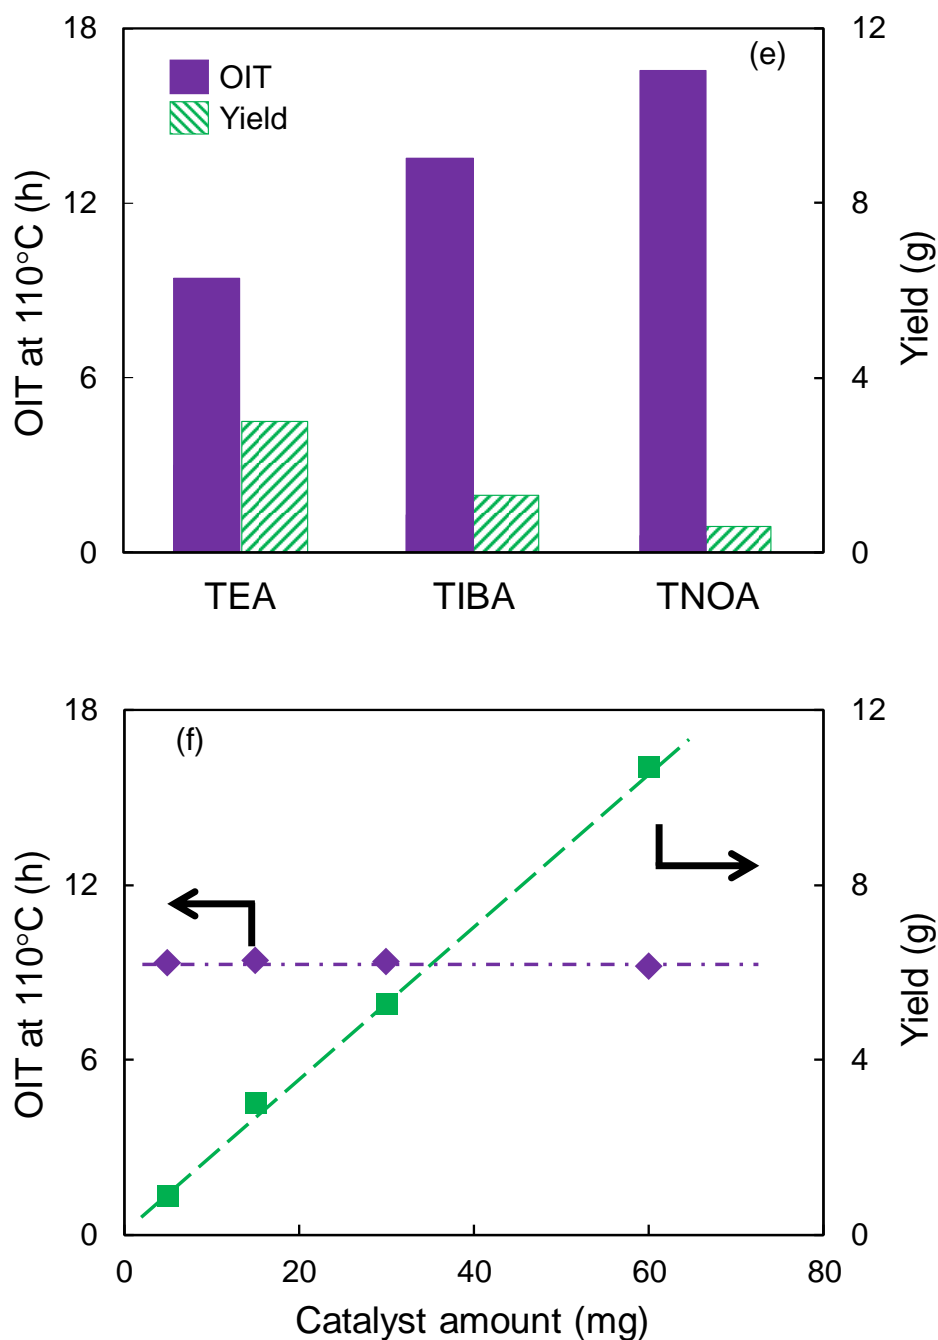 18
12
(e)
OIT
Yield
12
8
OIT at 110°C (h)
Yield (g)
6
4
0
0
TEA TIBA TNOA
18
12
(f)
12
8
OIT at 110°C (h)
Yield (g)
6
4
0
0
0 20 40 60 80
Catalyst amount (mg)